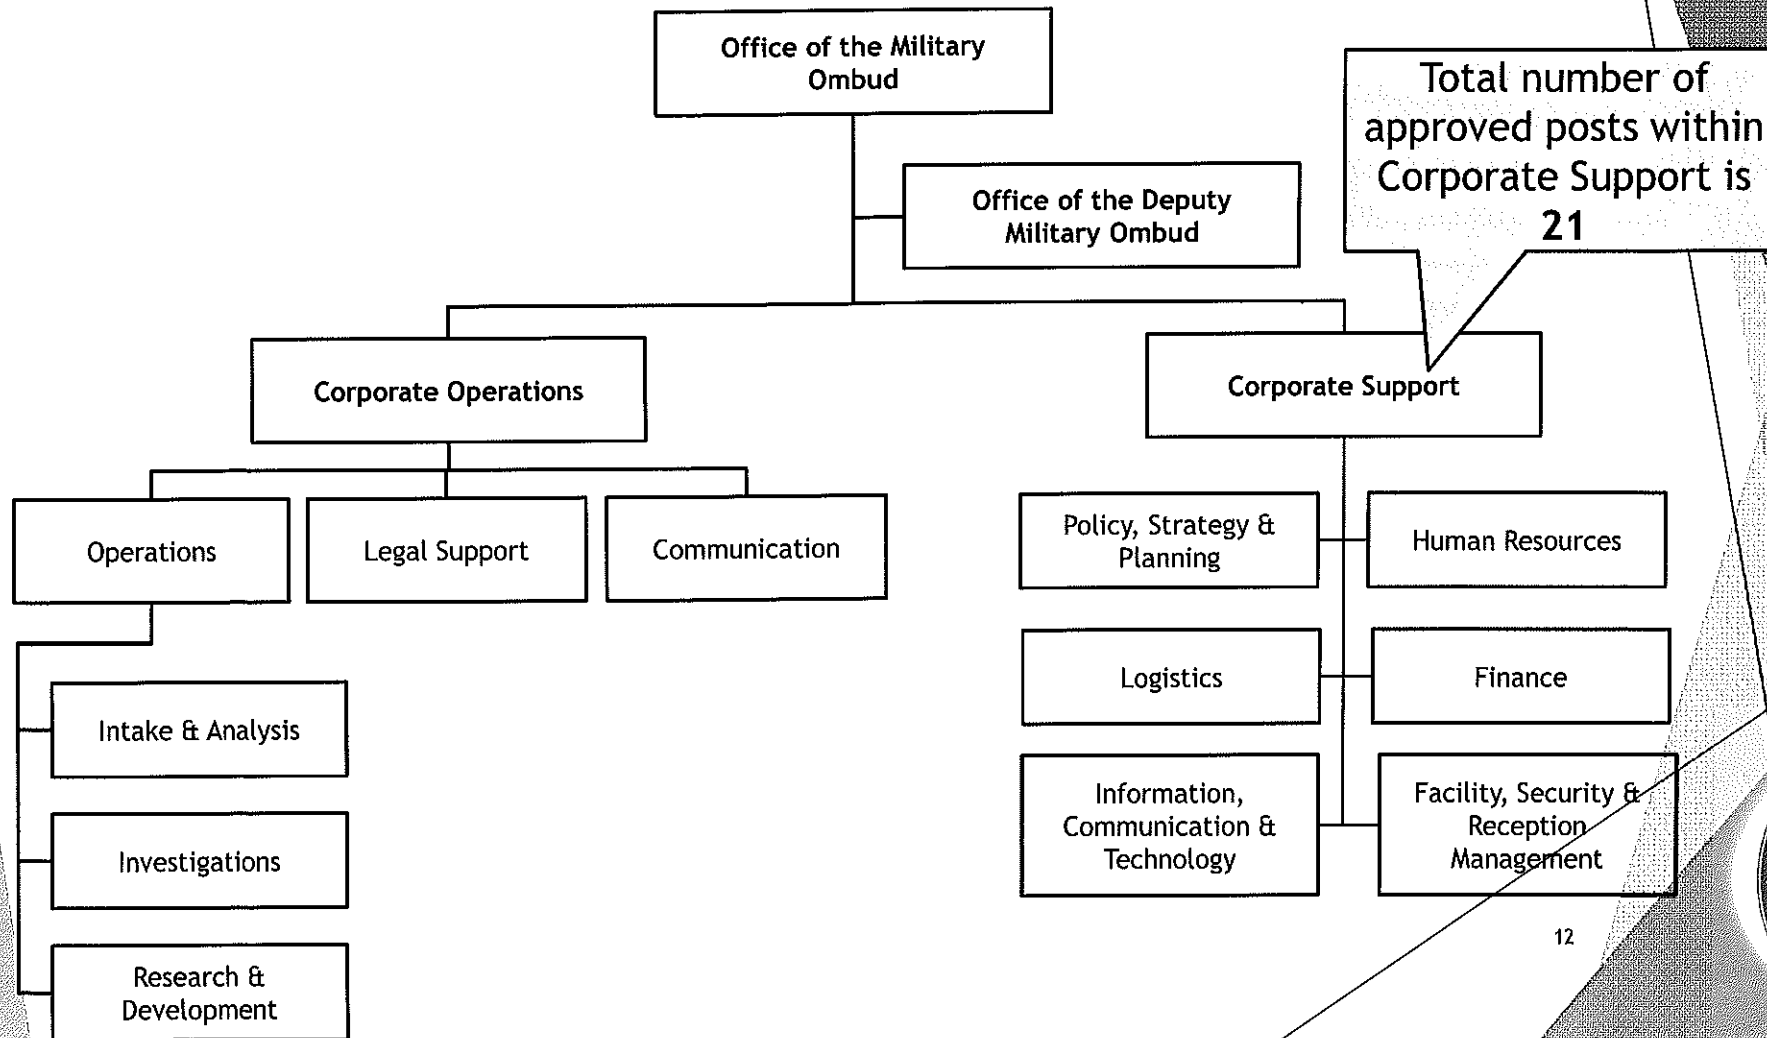 Office of the Military
Ombud
Total number of
approved posts within
Corporate Support is
21
Office of the Deputy
Military Ombud
Corporate Operations
Corporate Support
Operations
Legal Support
Communication
Policy, Strategy &
Planning
Human Resources
Logistics
Finance
Intake & Analysis
Investigations
Research &
Development
Information,
Communication &
Technology
Facility, Security &
Reception
Management
12